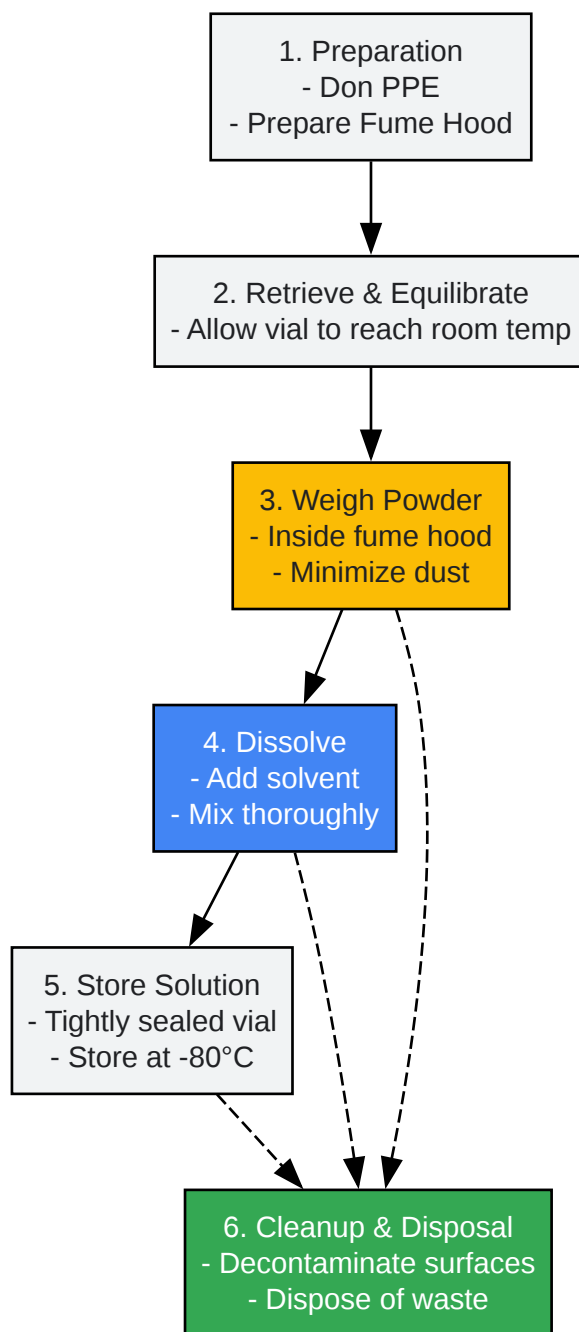 1. Preparation
- Don PPE
- Prepare Fume Hood
2. Retrieve & Equilibrate
- Allow vial to reach room temp
3. Weigh Powder
- Inside fume hood
- Minimize dust
4. Dissolve
- Add solvent
- Mix thoroughly
5. Store Solution
- Tightly sealed vial
- Store at -80°C
6. Cleanup & Disposal
- Decontaminate surfaces
- Dispose of waste